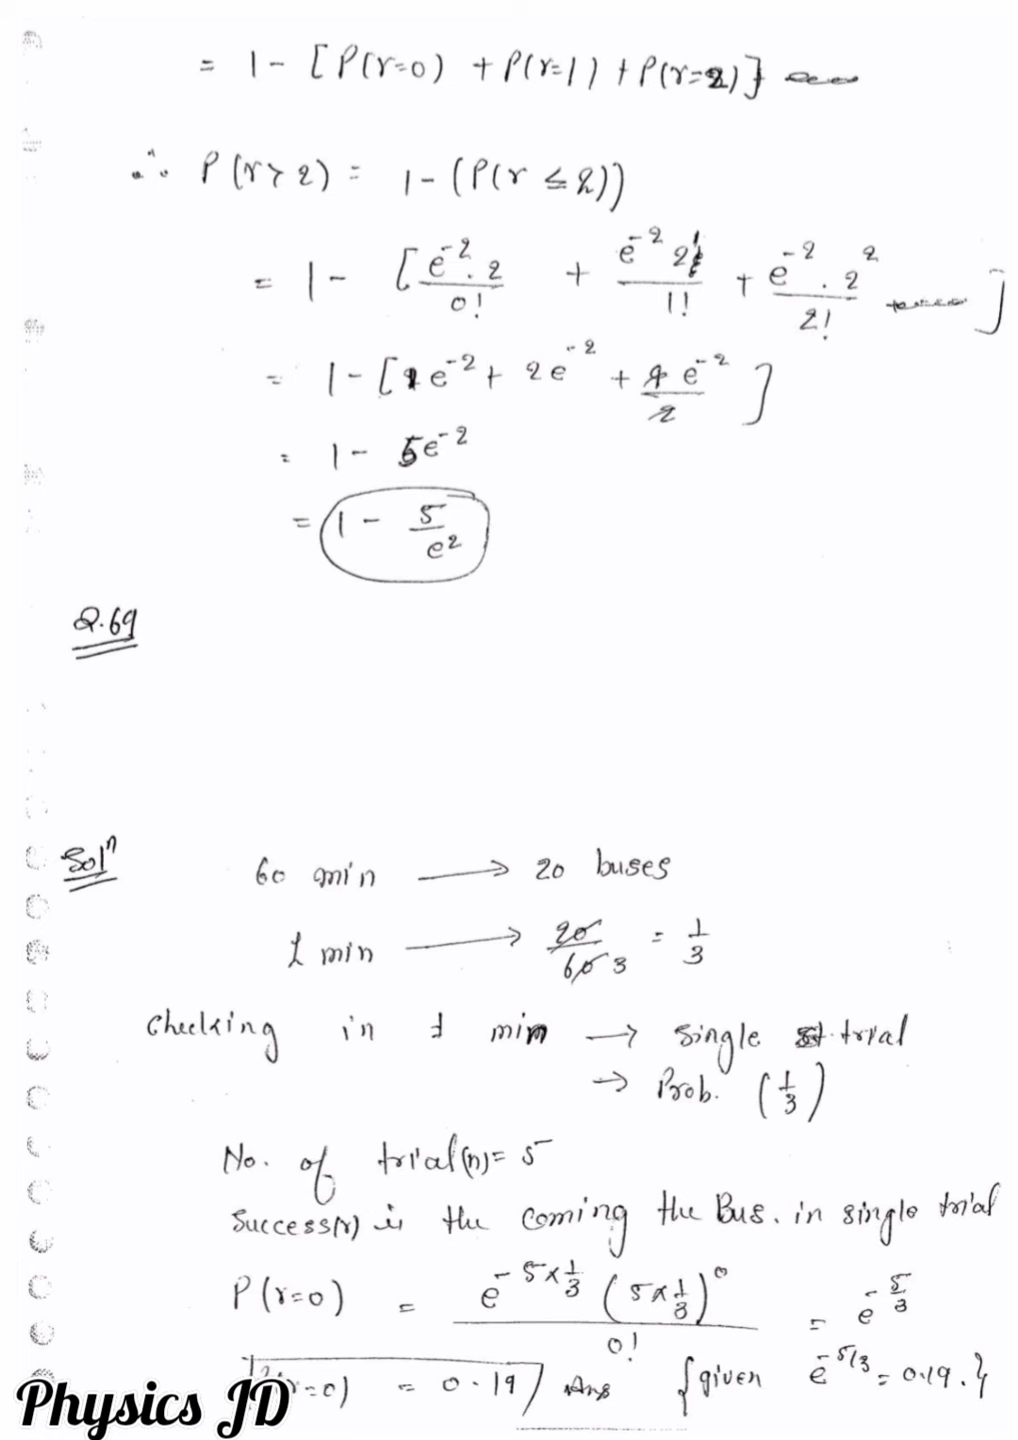 = 1 - [P(r=0) + P(r=1) + P(r=2)]
∴ P(r>2) = 1 - (P(r ≤ 2))
= 1 - [e^-2 . 2 / 0! + e^-2 2^1 / 1! + e^-2 . 2^2 / 2! ]
= 1 - [1e^-2 + 2e^-2 + 4e^-2 / 2]
= 1 - 5e^-2
= 1 - 5/e^2
Q.69
Sol^n
60 min → 20 buses
1 min → 20/60 3 = 1/3
Checking in 1 min → single trial
→ Prob. (1/3)
No. of trial(n) = 5
Success(r) is the coming the Bus. in single trial
P(r=0) = e^-5×1/3 (5×1/3)^0 / 0! = e^-5/3
P(r=0) = 0.19 Ans {given e^-5/3 = 0.19.}
Physics JD